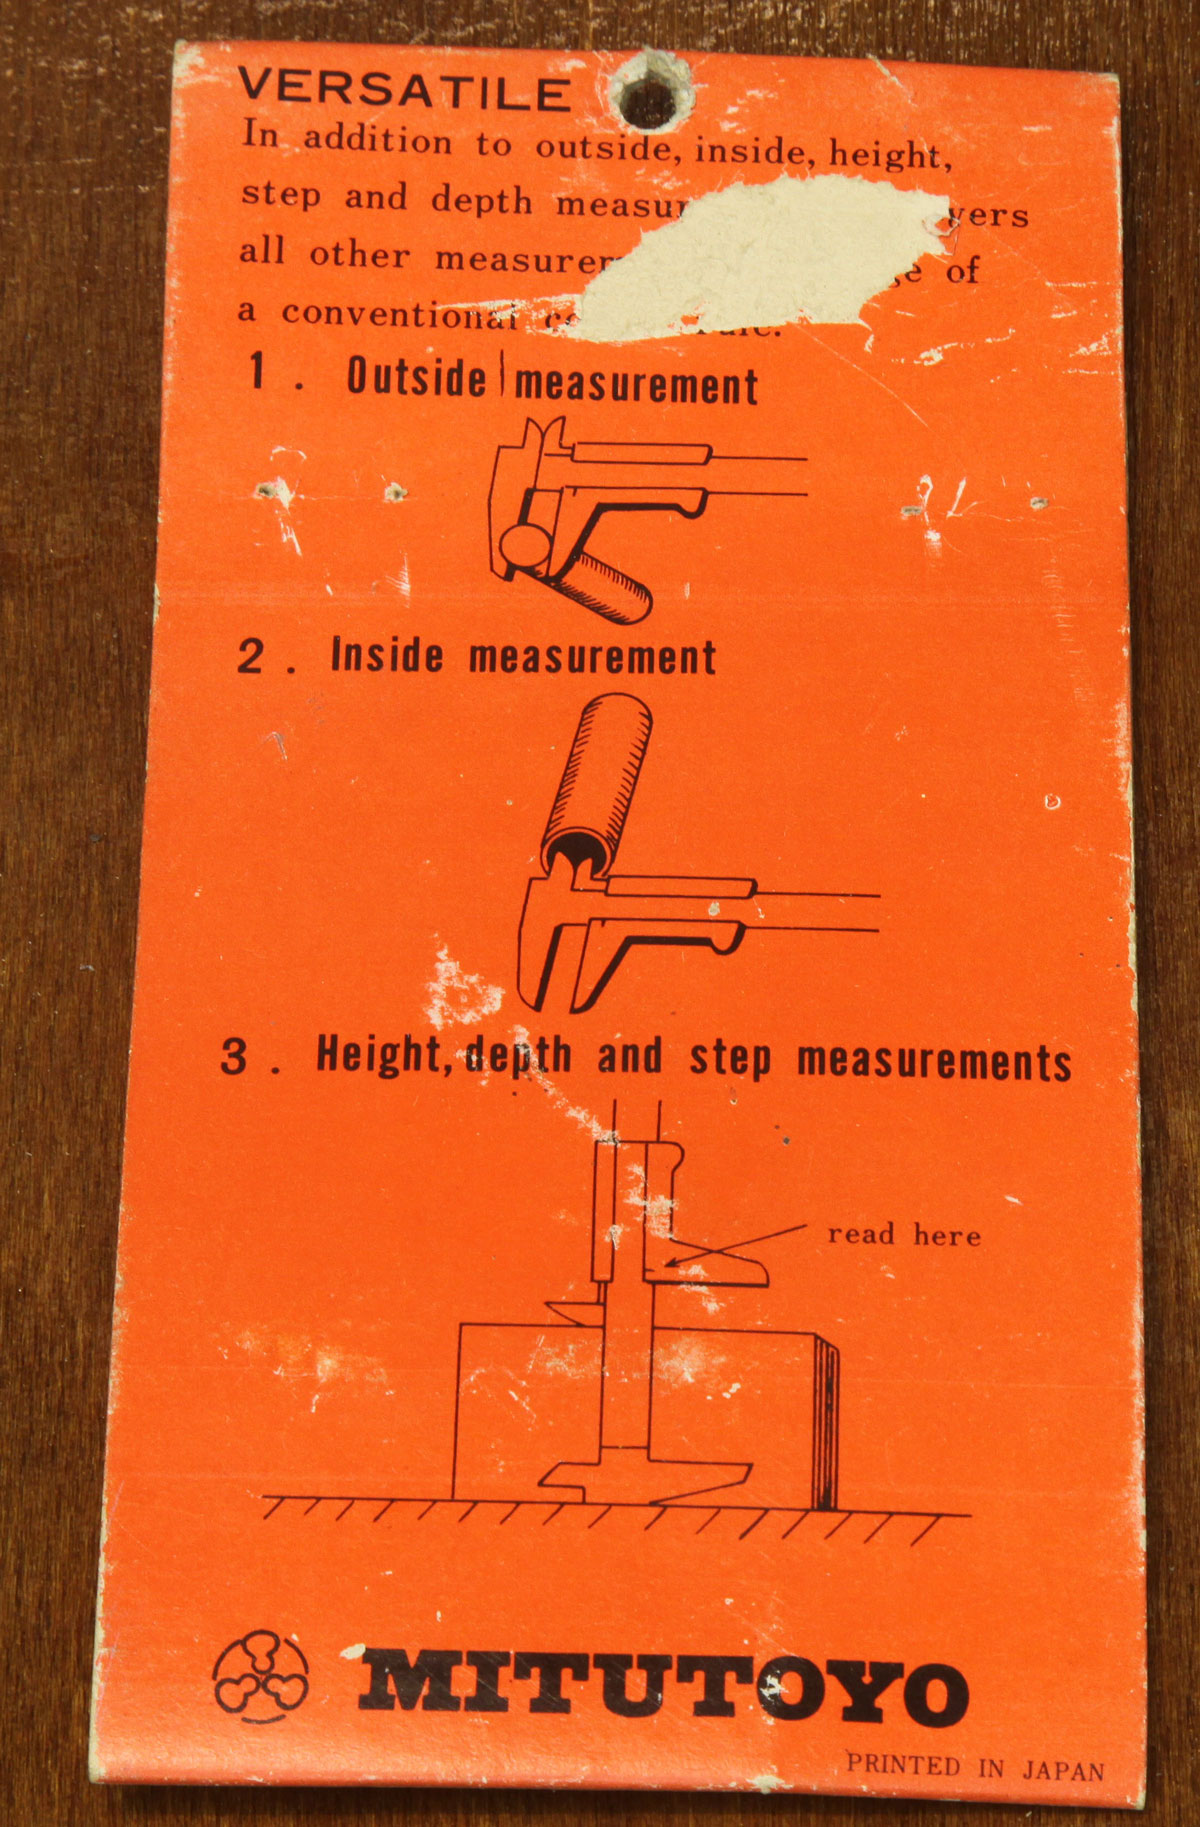 VERSATILE
In addition to outside, inside, height,
step and depth
all other
a conventional
1. Outside measurement
2. Inside measurement
3. Height, depth and step measurements
read here
MITUTOYO
PRINTED IN JAPAN